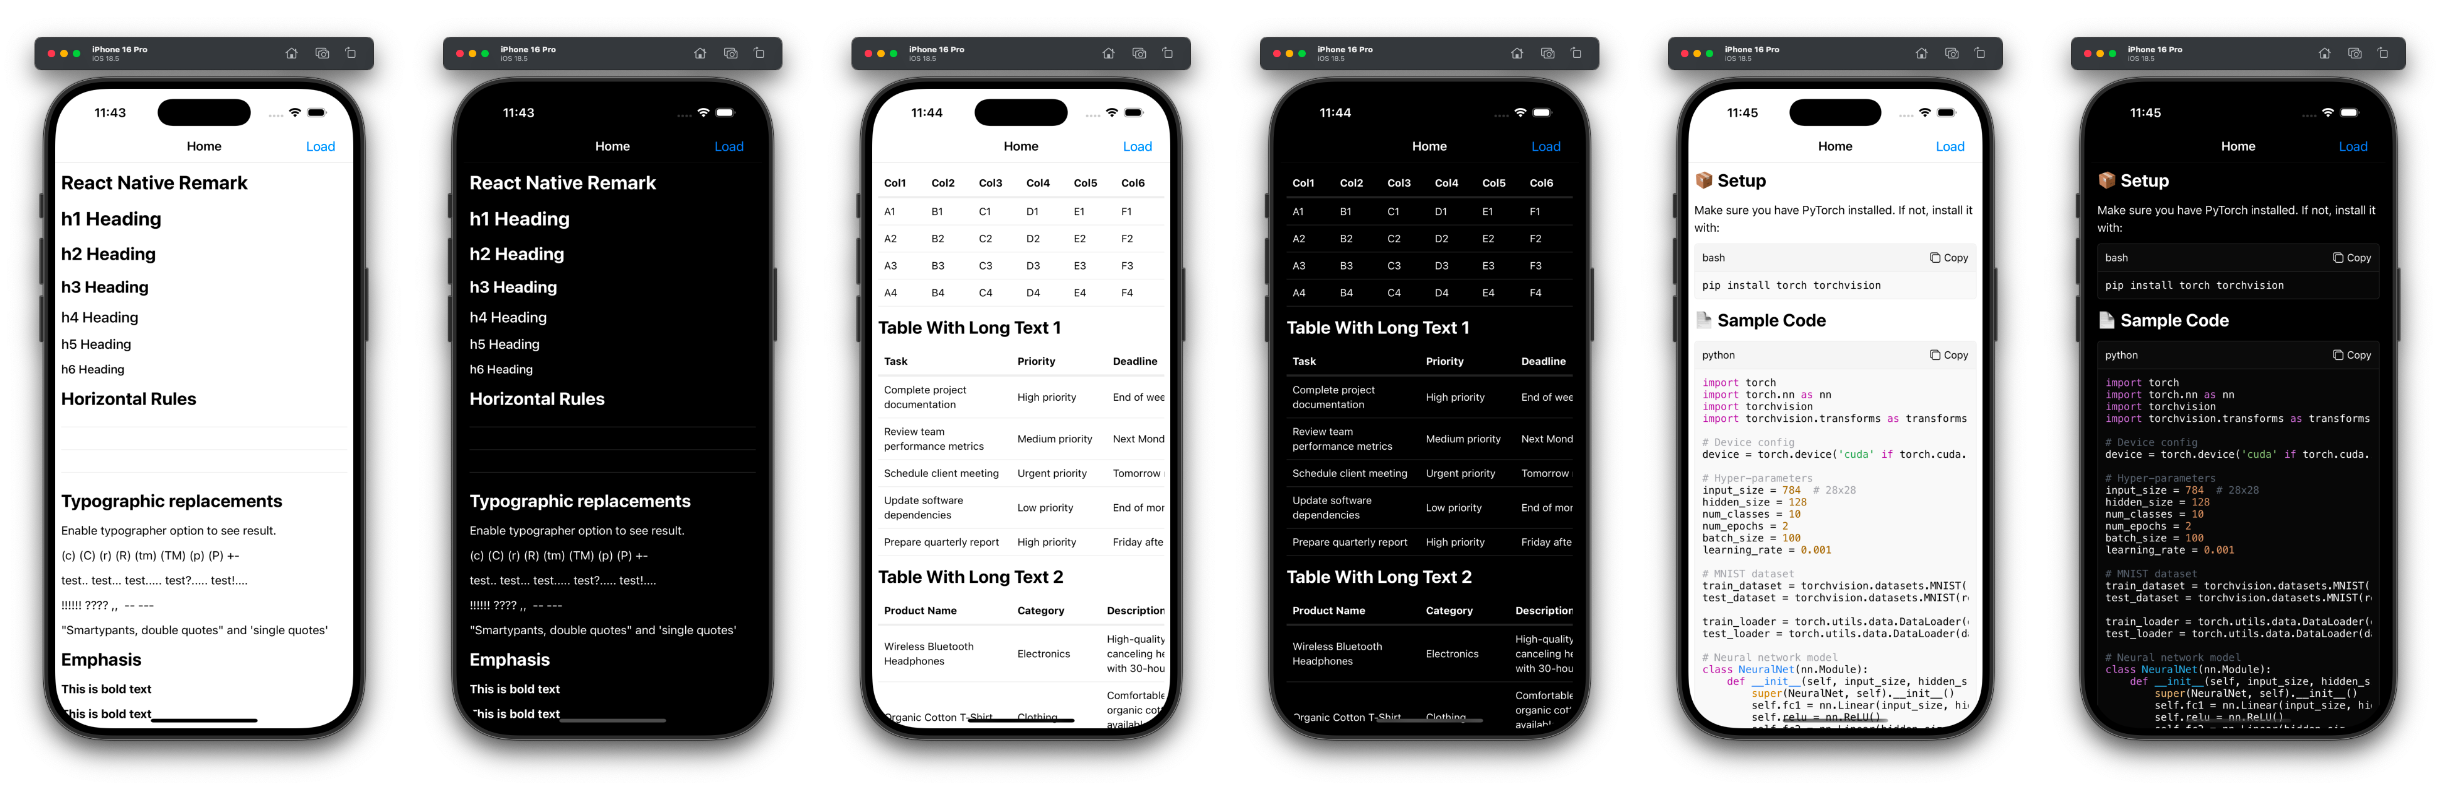 iPhone 16 Pro
iOS 18.5
11:43
Home
Load
React Native Remark
h1 Heading
h2 Heading
h3 Heading
h4 Heading
h5 Heading
h6 Heading
Horizontal Rules
Typographic replacements
Enable typographer option to see result.
(c) (C) (r) (R) (tm) (TM) (p) (P) +-
test.. test... test..... test?..... test!....
!!!!!! ???? ,,  -- ---
"Smartypants, double quotes" and 'single quotes'
Emphasis
This is bold text
This is bold text
iPhone 16 Pro
iOS 18.5
11:43
Home
Load
React Native Remark
h1 Heading
h2 Heading
h3 Heading
h4 Heading
h5 Heading
h6 Heading
Horizontal Rules
Typographic replacements
Enable typographer option to see result.
(c) (C) (r) (R) (tm) (TM) (p) (P) +-
test.. test... test..... test?..... test!....
!!!!!! ???? ,,  -- ---
"Smartypants, double quotes" and 'single quotes'
Emphasis
This is bold text
This is bold text
iPhone 16 Pro
iOS 18.5
11:44
Home
Load
Col1 Col2 Col3 Col4 Col5 Col6
A1 B1 C1 D1 E1 F1
A2 B2 C2 D2 E2 F2
A3 B3 C3 D3 E3 F3
A4 B4 C4 D4 E4 F4
Table With Long Text 1
Task Priority Deadline
Complete project
documentation
High priority
End of wee
Review team
performance metrics
Medium priority
Next Mond
Schedule client meeting Urgent priority Tomorrow
Update software
dependencies
Low priority
End of mor
Prepare quarterly report High priority Friday afte
Table With Long Text 2
Product Name Category Description
Wireless Bluetooth
Headphones
Electronics
High-quality
canceling he
with 30-hou
Organic Cotton T-Shirt Clothing
Comfortable
organic cot
availabl
iPhone 16 Pro
iOS 18.5
11:44
Home
Load
Col1 Col2 Col3 Col4 Col5 Col6
A1 B1 C1 D1 E1 F1
A2 B2 C2 D2 E2 F2
A3 B3 C3 D3 E3 F3
A4 B4 C4 D4 E4 F4
Table With Long Text 1
Task Priority Deadline
Complete project
documentation
High priority
End of wee
Review team
performance metrics
Medium priority
Next Mond
Schedule client meeting Urgent priority Tomorrow
Update software
dependencies
Low priority
End of mor
Prepare quarterly report High priority Friday afte
Table With Long Text 2
Product Name Category Description
Wireless Bluetooth
Headphones
Electronics
High-quality
canceling he
with 30-hou
Organic Cotton T-Shirt Clothing
Comfortable
organic cot
availabl
iPhone 16 Pro
iOS 18.5
11:45
Home
Load
📦 Setup
Make sure you have PyTorch installed. If not, install it
with:
bash Copy
pip install torch torchvision
📄 Sample Code
python Copy
import torch
import torch.nn as nn
import torchvision
import torchvision.transforms as transforms
# Device config
device = torch.device('cuda' if torch.cuda.
# Hyper-parameters
input_size = 784  # 28x28
hidden_size = 128
num_classes = 10
num_epochs = 2
batch_size = 100
learning_rate = 0.001
# MNIST dataset
train_dataset = torchvision.datasets.MNIST(
test_dataset = torchvision.datasets.MNIST(r
train_loader = torch.utils.data.DataLoader(
test_loader = torch.utils.data.DataLoader(d
# Neural network model
class NeuralNet(nn.Module):
def __init__(self, input_size, hidden_s
super(NeuralNet, self).__init__()
self.fc1 = nn.Linear(input_size, hi
self.relu = nn.ReLU()
iPhone 16 Pro
iOS 18.5
11:45
Home
Load
📦 Setup
Make sure you have PyTorch installed. If not, install it
with:
bash Copy
pip install torch torchvision
📄 Sample Code
python Copy
import torch
import torch.nn as nn
import torchvision
import torchvision.transforms as transforms
# Device config
device = torch.device('cuda' if torch.cuda.
# Hyper-parameters
input_size = 784  # 28x28
hidden_size = 128
num_classes = 10
num_epochs = 2
batch_size = 100
learning_rate = 0.001
# MNIST dataset
train_dataset = torchvision.datasets.MNIST(
test_dataset = torchvision.datasets.MNIST(r
train_loader = torch.utils.data.DataLoader(
test_loader = torch.utils.data.DataLoader(d
# Neural network model
class NeuralNet(nn.Module):
def __init__(self, input_size, hidden_s
super(NeuralNet, self).__init__()
self.fc1 = nn.Linear(input_size, hi
self.relu = nn.ReLU()